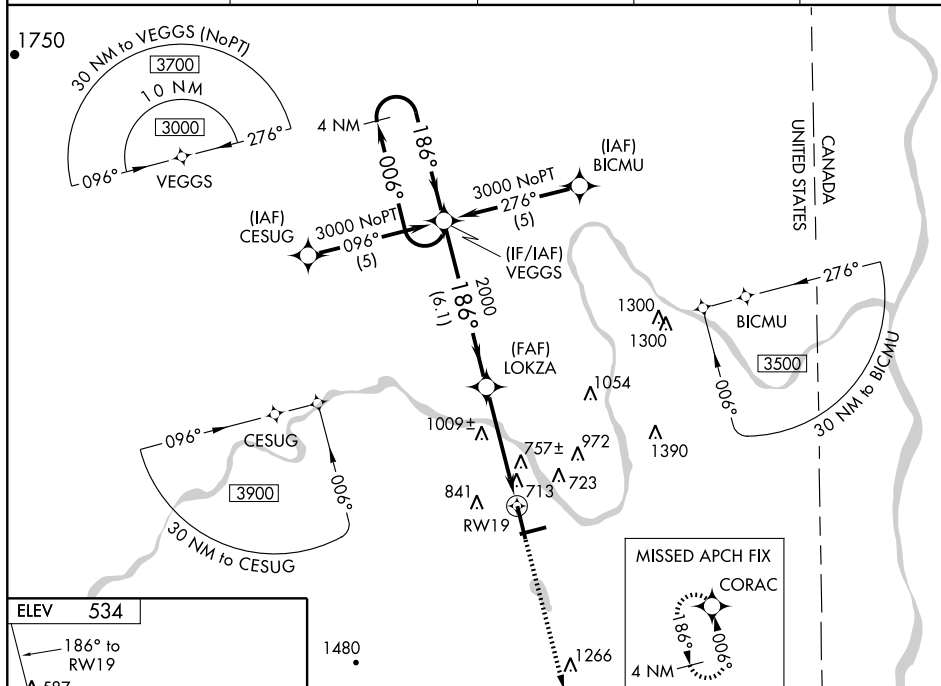 1750
30 NM to VEGGS (NoPT)
3700
10 NM
3000
096°
276°
VEGGS
4 NM
186°
006°
(IAF)
BICMU
3000 NoPT
276°
(5)
(IAF)
CESUG
3000 NoPT
096°
(5)
(IF/IAF)
VEGGS
2000
186°
(6.1)
CANADA
UNITED STATES
276°
BICMU
3500
006°
30 NM to BICMU
1300
1300
(FAF)
LOKZA
1054
1009±
757±
972
1390
713
723
841
RW19
096°
CESUG
3900
006°
30 NM to CESUG
MISSED APCH FIX
CORAC
186°
006°
4 NM
ELEV 534
186° to
RW19
597
1480
1266